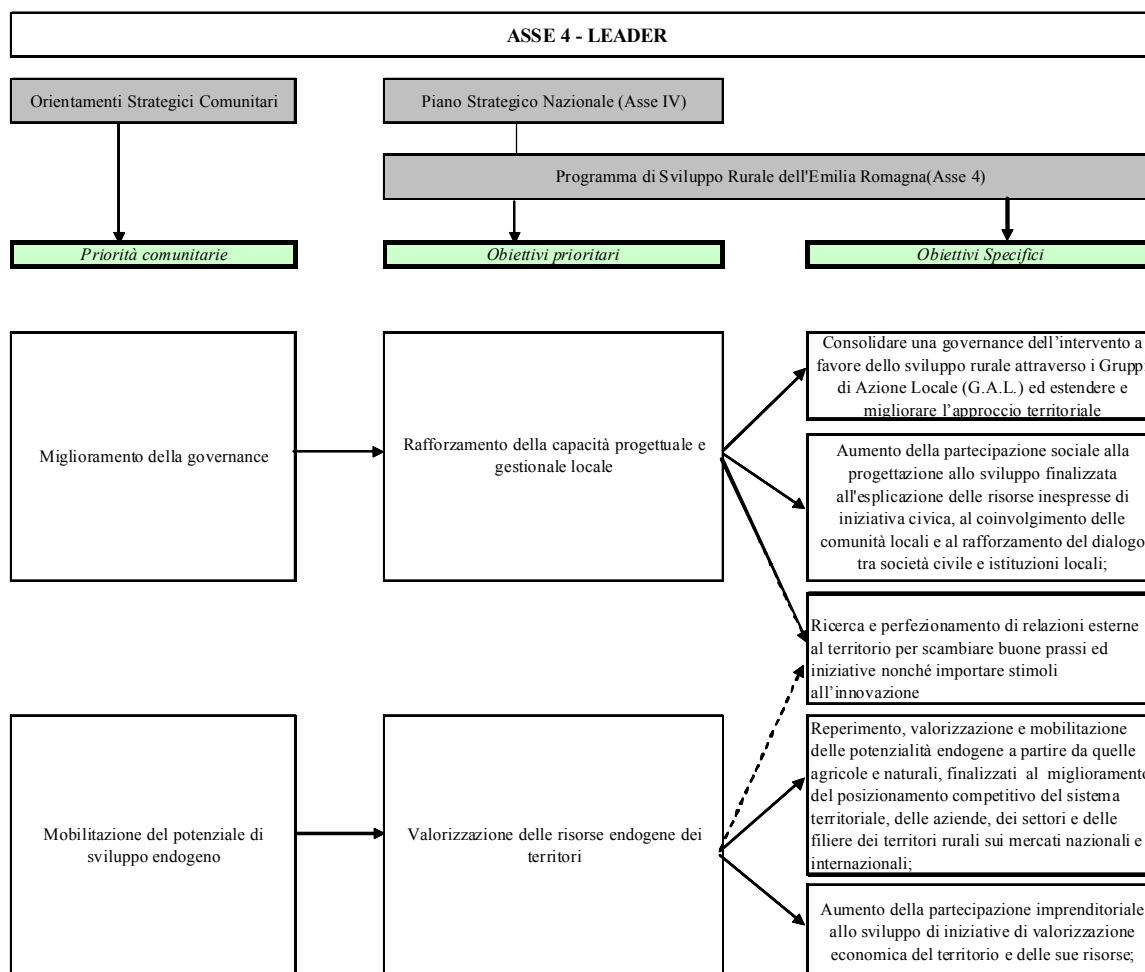 ASSE 4 - LEADER
Orientamenti Strategici Comunitari
Piano Strategico Nazionale (Asse IV)
Programma di Sviluppo Rurale dell'Emilia Romagna(Asse 4)
Priorità comunitarie
Obiettivi prioritari
Obiettivi Specifici
Miglioramento della governance
Rafforzamento della capacità progettuale e
gestionale locale
Consolidare una governance dell'intervento a
favore dello sviluppo rurale attraverso i Gruppi
di Azione Locale (G.A.L.) ed estendere e
migliorare l'approccio territoriale
Aumento della partecipazione sociale alla
progettazione allo sviluppo finalizzata
all'esplicazione delle risorse inespresse di
iniziativa civica, al coinvolgimento delle
comunità locali e al rafforzamento del dialogo
tra società civile e istituzioni locali;
Ricerca e perfezionamento di relazioni esterne
al territorio per scambiare buone prassi ed
iniziative nonché importare stimoli
all'innovazione
Mobilitazione del potenziale di
sviluppo endogeno
Valorizzazione delle risorse endogene dei
territori
Reperimento, valorizzazione e mobilitazione
delle potenzialità endogene a partire da quelle
agricole e naturali, finalizzati al miglioramento
del posizionamento competitivo del sistema
territoriale, delle aziende, dei settori e delle
filiere dei territori rurali sui mercati nazionali e
internazionali;
Aumento della partecipazione imprenditoriale
allo sviluppo di iniziative di valorizzazione
economica del territorio e delle sue risorse;